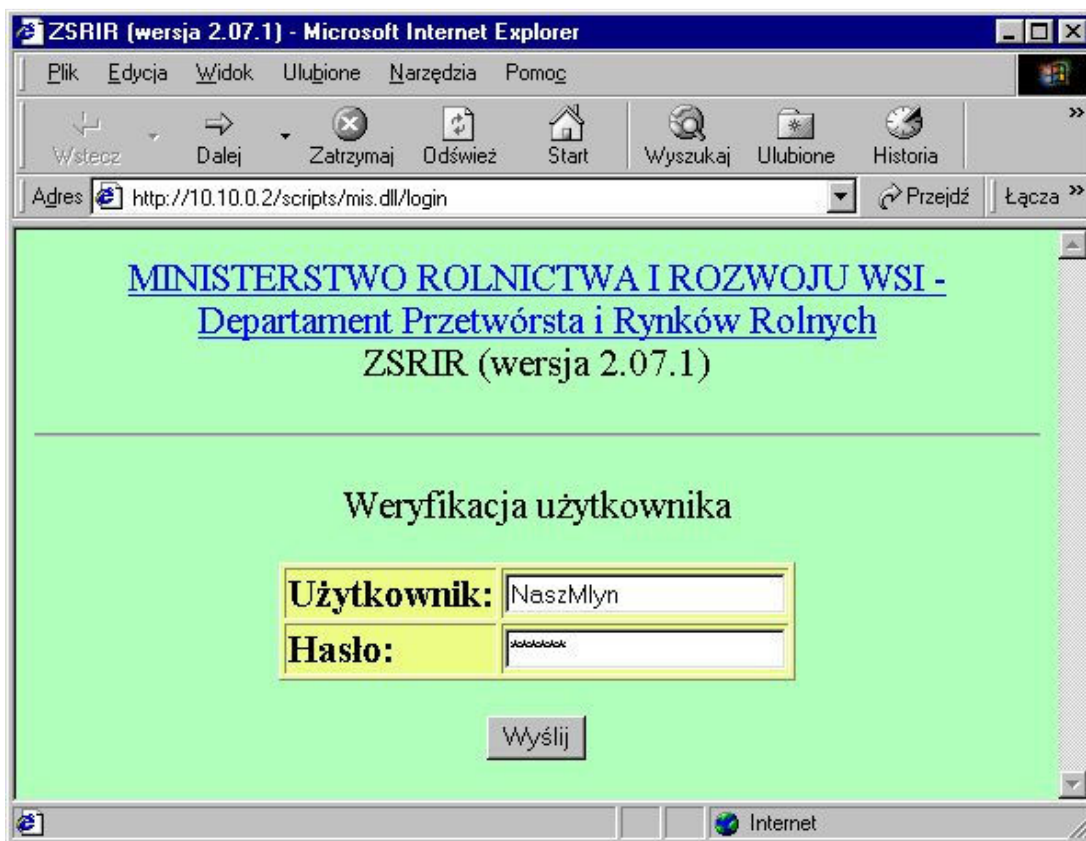 ZSRIR (wersja 2.07.1) - Microsoft Internet Explorer
Plik Edycja Widok Ulubione Narzędzia Pomoc
Wstecz Dalej Zatrzymaj Odśwież Start Wyszukaj Ulubione Historia »
Adres http://10.10.0.2/scripts/mis.dll/login Przejdź Łącza »
MINISTERSTWO ROLNICTWA I ROZWOJU WSI -
Departament Przetwórsta i Rynków Rolnych
ZSRIR (wersja 2.07.1)
Weryfikacja użytkownika
Użytkownik: NaszMlyn
Hasło: *******
Wyślij
Internet